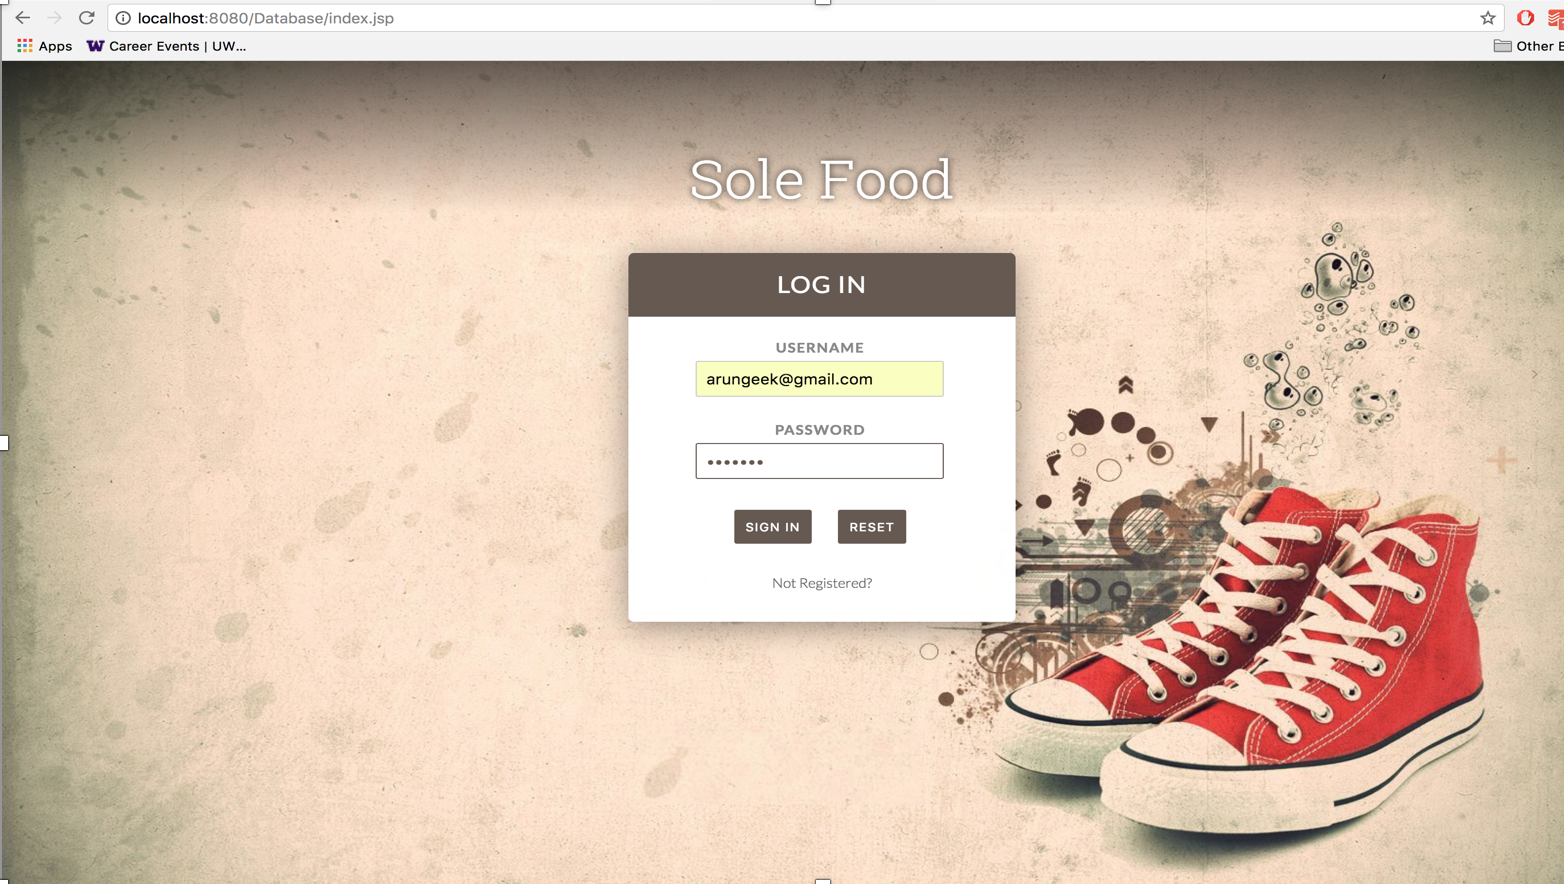 localhost:8080/Database/index.jsp
Apps Career Events | UW... Other
Sole Food
LOG IN
USERNAME
arungeek@gmail.com
PASSWORD
•••••••
SIGN IN RESET
Not Registered?